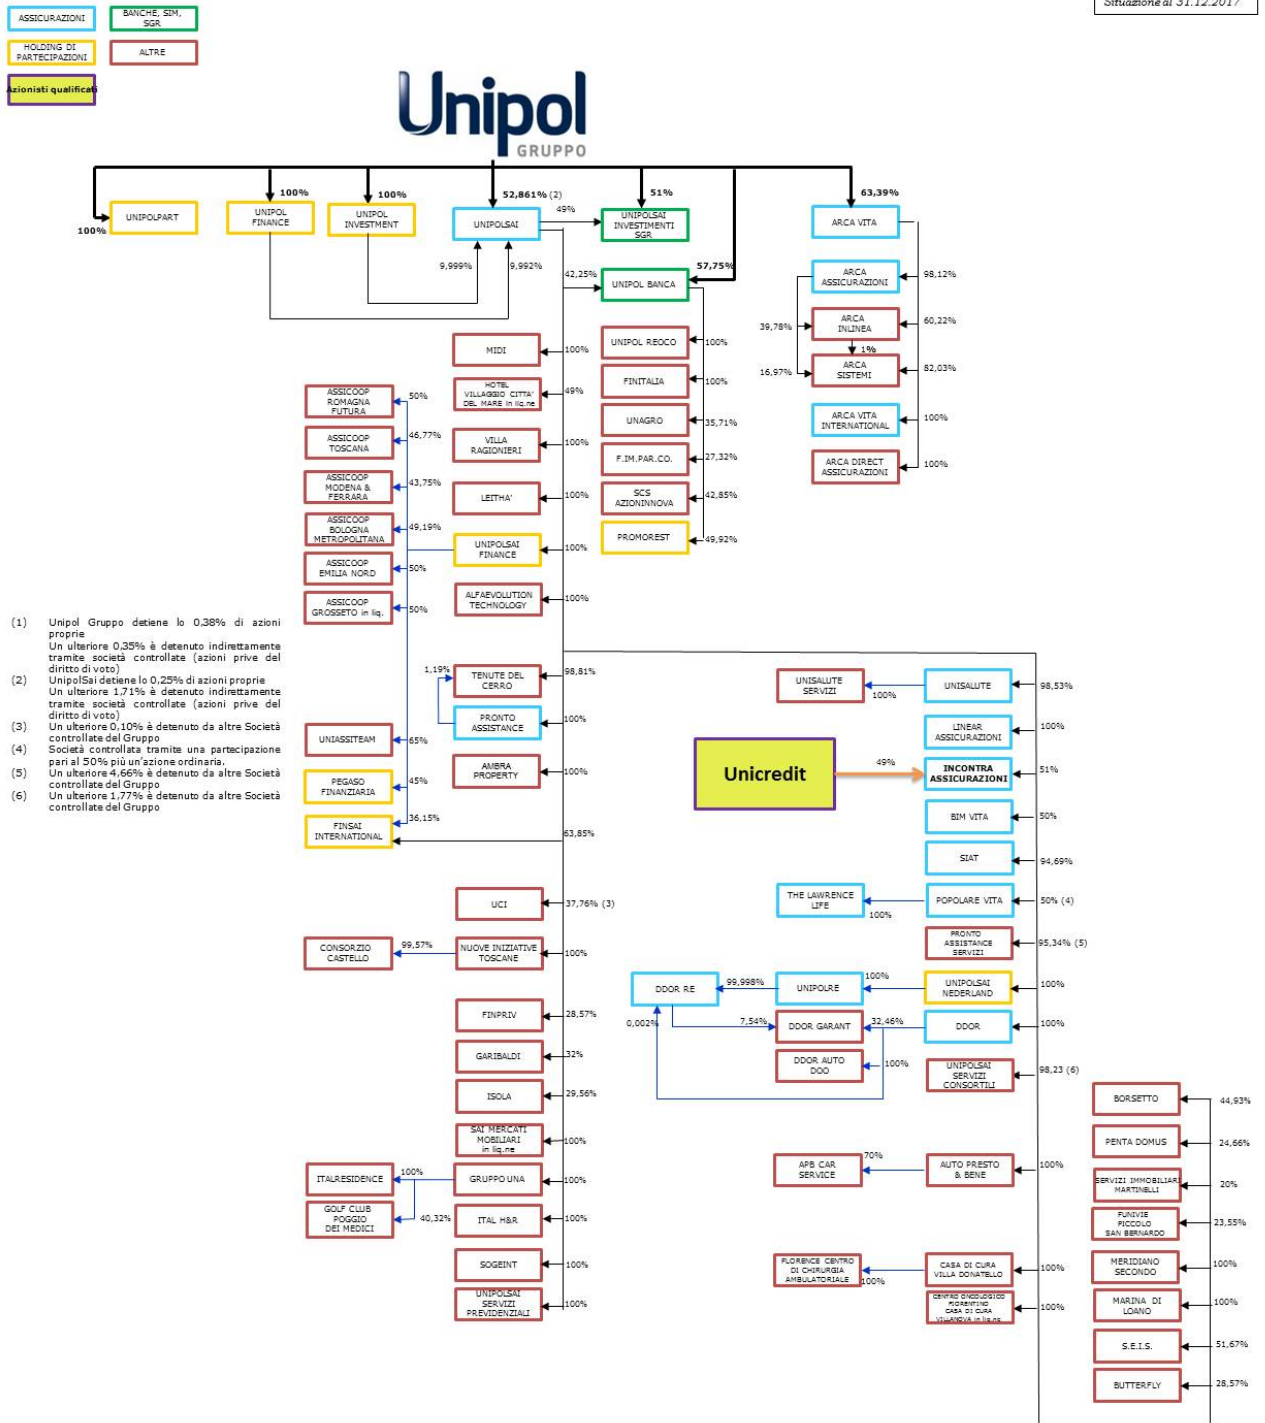 Situazione al 31.12.2017
ASSICURAZIONI
BANCHE, SIM,
SGR
HOLDING DI
PARTECIPAZIONI
ALTRE
Azionisti qualificati
Unipol
GRUPPO
100%
UNIPOLPART
100%
UNIPOL
FINANCE
100%
UNIPOL
INVESTMENT
52,861% (2)
UNIPOLSAI
49%
51%
UNIPOLSAI
INVESTIMENTI
SGR
63,39%
ARCA VITA
9,999%
9,992%
42,25%
57,75%
UNIPOL BANCA
ARCA
ASSICURAZIONI
98,12%
39,78%
ARCA
INLINEA
60,22%
1%
16,97%
ARCA
SISTEMI
82,03%
ARCA VITA
INTERNATIONAL
100%
ARCA DIRECT
ASSICURAZIONI
100%
UNIPOL REOCO
100%
FINITALIA
100%
UNAGRO
35,71%
F.IM.PAR.CO.
27,32%
SCS
AZIONINNOVA
42,85%
PROMOREST
49,92%
MIDI
100%
HOTEL
VILLAGGIO CITTA'
DEL MARE in liq.ne
49%
VILLA
RAGIONIERI
100%
LEITHA'
100%
UNIPOLSAI
FINANCE
100%
ALFAEVOLUTION
TECHNOLOGY
100%
ASSICOOP
ROMAGNA
FUTURA
50%
ASSICOOP
TOSCANA
46,77%
ASSICOOP
MODENA &
FERRARA
43,75%
ASSICOOP
BOLOGNA
METROPOLITANA
49,19%
ASSICOOP
EMILIA NORD
50%
ASSICOOP
GROSSETO in liq.
50%
(1) Unipol Gruppo detiene lo 0,38% di azioni
proprie
Un ulteriore 0,35% è detenuto indirettamente
tramite società controllate (azioni prive del
diritto di voto)
(2) UnipolSai detiene lo 0,25% di azioni proprie
Un ulteriore 1,71% è detenuto indirettamente
tramite società controllate (azioni prive del
diritto di voto)
(3) Un ulteriore 0,10% è detenuto da altre Società
controllate del Gruppo
(4) Società controllata tramite una partecipazione
pari al 50% più un'azione ordinaria.
(5) Un ulteriore 4,66% è detenuto da altre Società
controllate del Gruppo
(6) Un ulteriore 1,77% è detenuto da altre Società
controllate del Gruppo
1,19%
TENUTE DEL
CERRO
98,81%
PRONTO
ASSISTANCE
100%
AMBRA
PROPERTY
100%
UNIASSITEAM
65%
PEGASO
FINANZIARIA
45%
FINSAI
INTERNATIONAL
36,15%
63,85%
UNISALUTE
SERVIZI
100%
UNISALUTE
98,53%
LINEAR
ASSICURAZIONI
100%
Unicredit
49%
INCONTRA
ASSICURAZIONI
51%
BIM VITA
50%
SIAT
94,69%
THE LAWRENCE
LIFE
100%
POPOLARE VITA
50% (4)
PRONTO
ASSISTANCE
SERVIZI
95,34% (5)
DDOR RE
99,998%
UNIPOLRE
100%
UNIPOLSAI
NEDERLAND
100%
0,002%
7,54%
DDOR GARANT
32,46%
DDOR
100%
DDOR AUTO
DOO
100%
UNIPOLSAI
SERVIZI
CONSORTILI
98,23 (6)
UCI
37,76% (3)
CONSORZIO
CASTELLO
99,57%
NUOVE INIZIATIVE
TOSCANE
100%
FINPRIV
28,57%
GARIBALDI
32%
ISOLA
29,56%
SAI MERCATI
MOBILIARI
in liq.ne
100%
ITALRESIDENCE
100%
GRUPPO UNA
100%
GOLF CLUB
POGGIO
DEI MEDICI
40,32%
ITAL H&R
100%
SOGEINT
100%
UNIPOLSAI
SERVIZI
PREVIDENZIALI
100%
APB CAR
SERVICE
70%
AUTO PRESTO
& BENE
100%
FLORENCE CENTRO
DI CHIRURGIA
AMBULATORIALE
100%
CASA DI CURA
VILLA DONATELLO
100%
CENTRO ONCOLOGICO
FIORENTINO
CASA DI CURA
VILLANOVA in liq.ne
100%
BORSETTO
44,93%
PENTA DOMUS
24,66%
SERVIZI IMMOBILIARI
MARTINELLI
20%
FUNIVIE
PICCOLO
SAN BERNARDO
23,55%
MERIDIANO
SECONDO
100%
MARINA DI
LOANO
100%
S.E.I.S.
51,67%
BUTTERFLY
28,57%